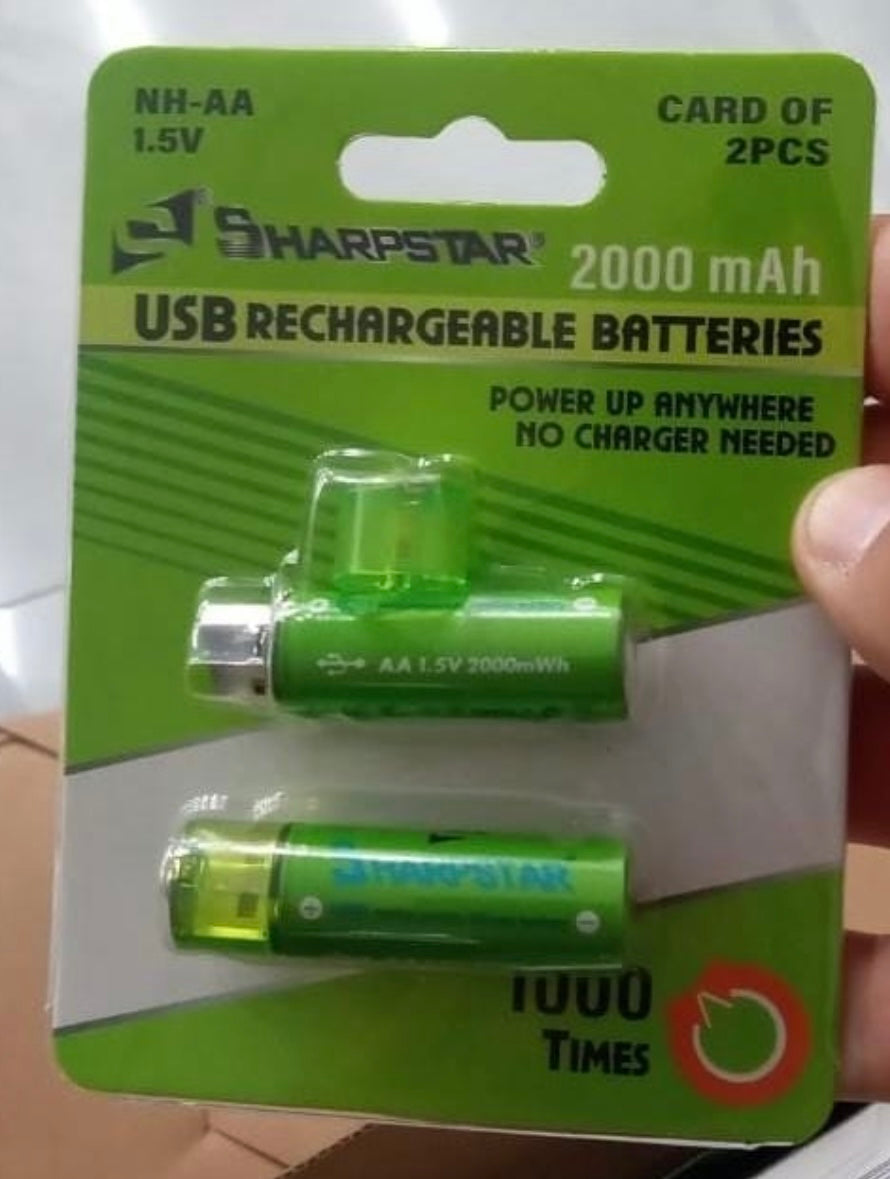 NH-AA
1.5V
CARD OF
2PCS
SHARPSTAR®
2000 mAh
USB RECHARGEABLE BATTERIES
POWER UP ANYWHERE
NO CHARGER NEEDED
AA 1.5V 2000mWh
SHARPSTAR
1000
TIMES